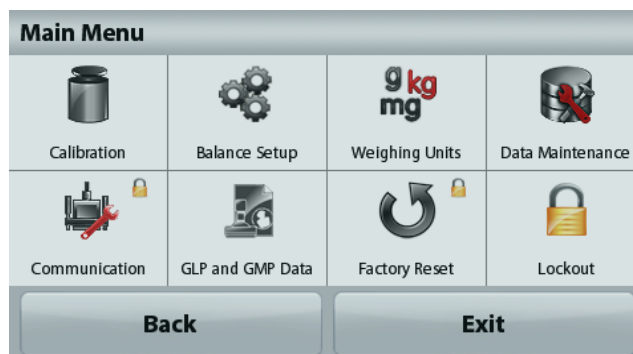 Main Menu
g kg
mg
Calibration Balance Setup Weighing Units Data Maintenance
Communication GLP and GMP Data Factory Reset Lockout
Back Exit